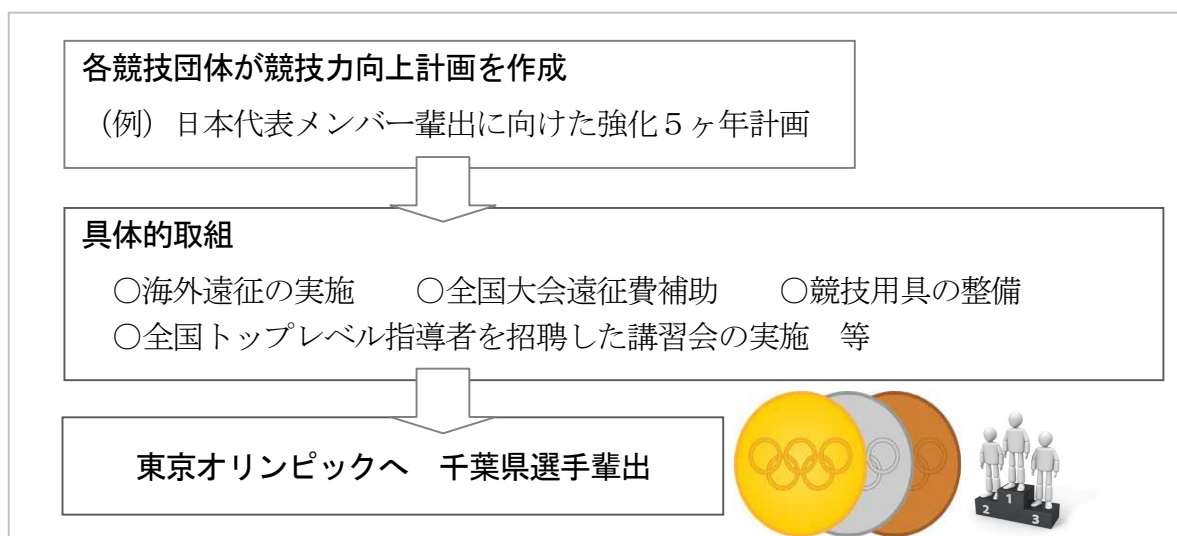 各競技団体が競技力向上計画を作成
（例）日本代表メンバー輩出に向けた強化５ヶ年計画
具体的取組
○海外遠征の実施　　○全国大会遠征費補助　　○競技用具の整備
○全国トップレベル指導者を招聘した講習会の実施　等
東京オリンピックへ　千葉県選手輩出
2 1 3